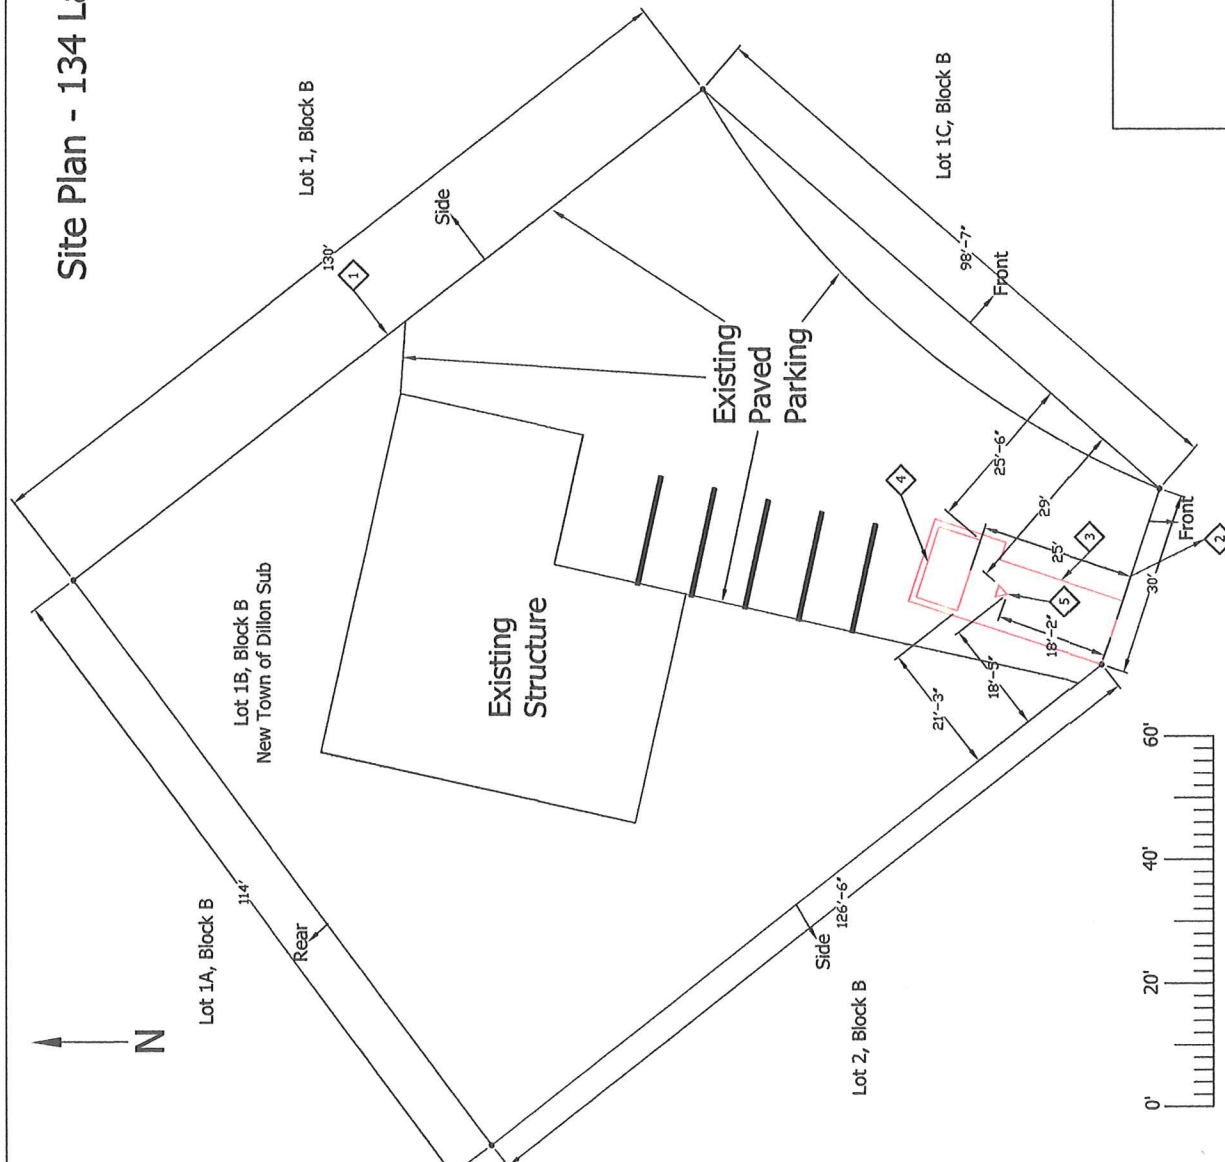 Site Plan - 134 La
Lot 1, Block B
130'
1
Side
Lot 1C, Block B
98'-7"
Front
Existing
Paved
Parking
Lot 1B, Block B
New Town of Dillon Sub
Existing
Structure
114'
Rear
Lot 1A, Block B
N
4
25'-6"
29'
25'
3
Front
2
30'
5
18'-2"
18'-5"
21'-3"
126'-6"
Side
Lot 2, Block B
0' 20' 40' 60'